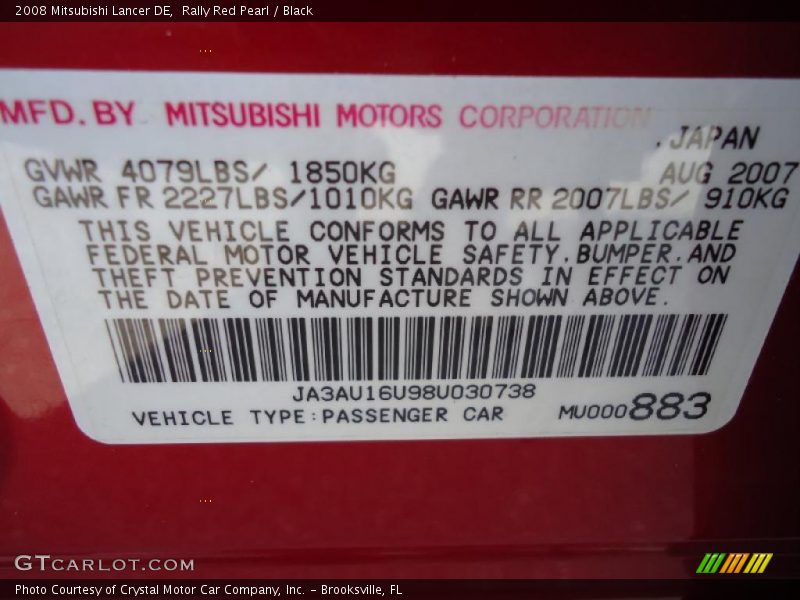 2008 Mitsubishi Lancer DE,  Rally Red Pearl / Black
MFD. BY MITSUBISHI MOTORS CORPORATION
. JAPAN
GVWR 4079LBS/ 1850KG AUG 2007
GAWR FR 2227LBS/1010KG GAWR RR 2007LBS/ 910KG
THIS VEHICLE CONFORMS TO ALL APPLICABLE
FEDERAL MOTOR VEHICLE SAFETY.BUMPER.AND
THEFT PREVENTION STANDARDS IN EFFECT ON
THE DATE OF MANUFACTURE SHOWN ABOVE.
JA3AU16U98U030738
VEHICLE TYPE:PASSENGER CAR MU000883
GTCARLOT.COM
Photo Courtesy of Crystal Motor Car Company, Inc. - Brooksville, FL